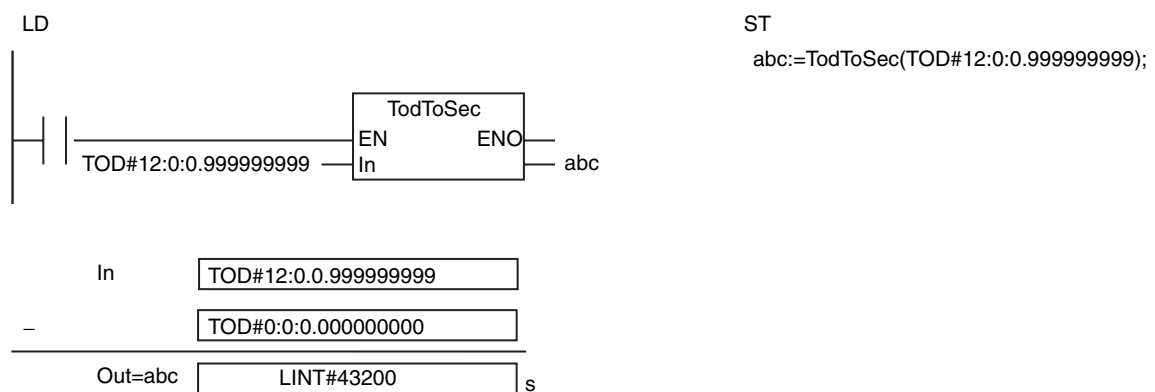 LD
ST
abc:=TodToSec(TOD#12:0:0.999999999);
TodToSec
EN ENO
TOD#12:0:0.999999999 In abc
In TOD#12:0.0.999999999
– TOD#0:0:0.000000000
Out=abc LINT#43200 s